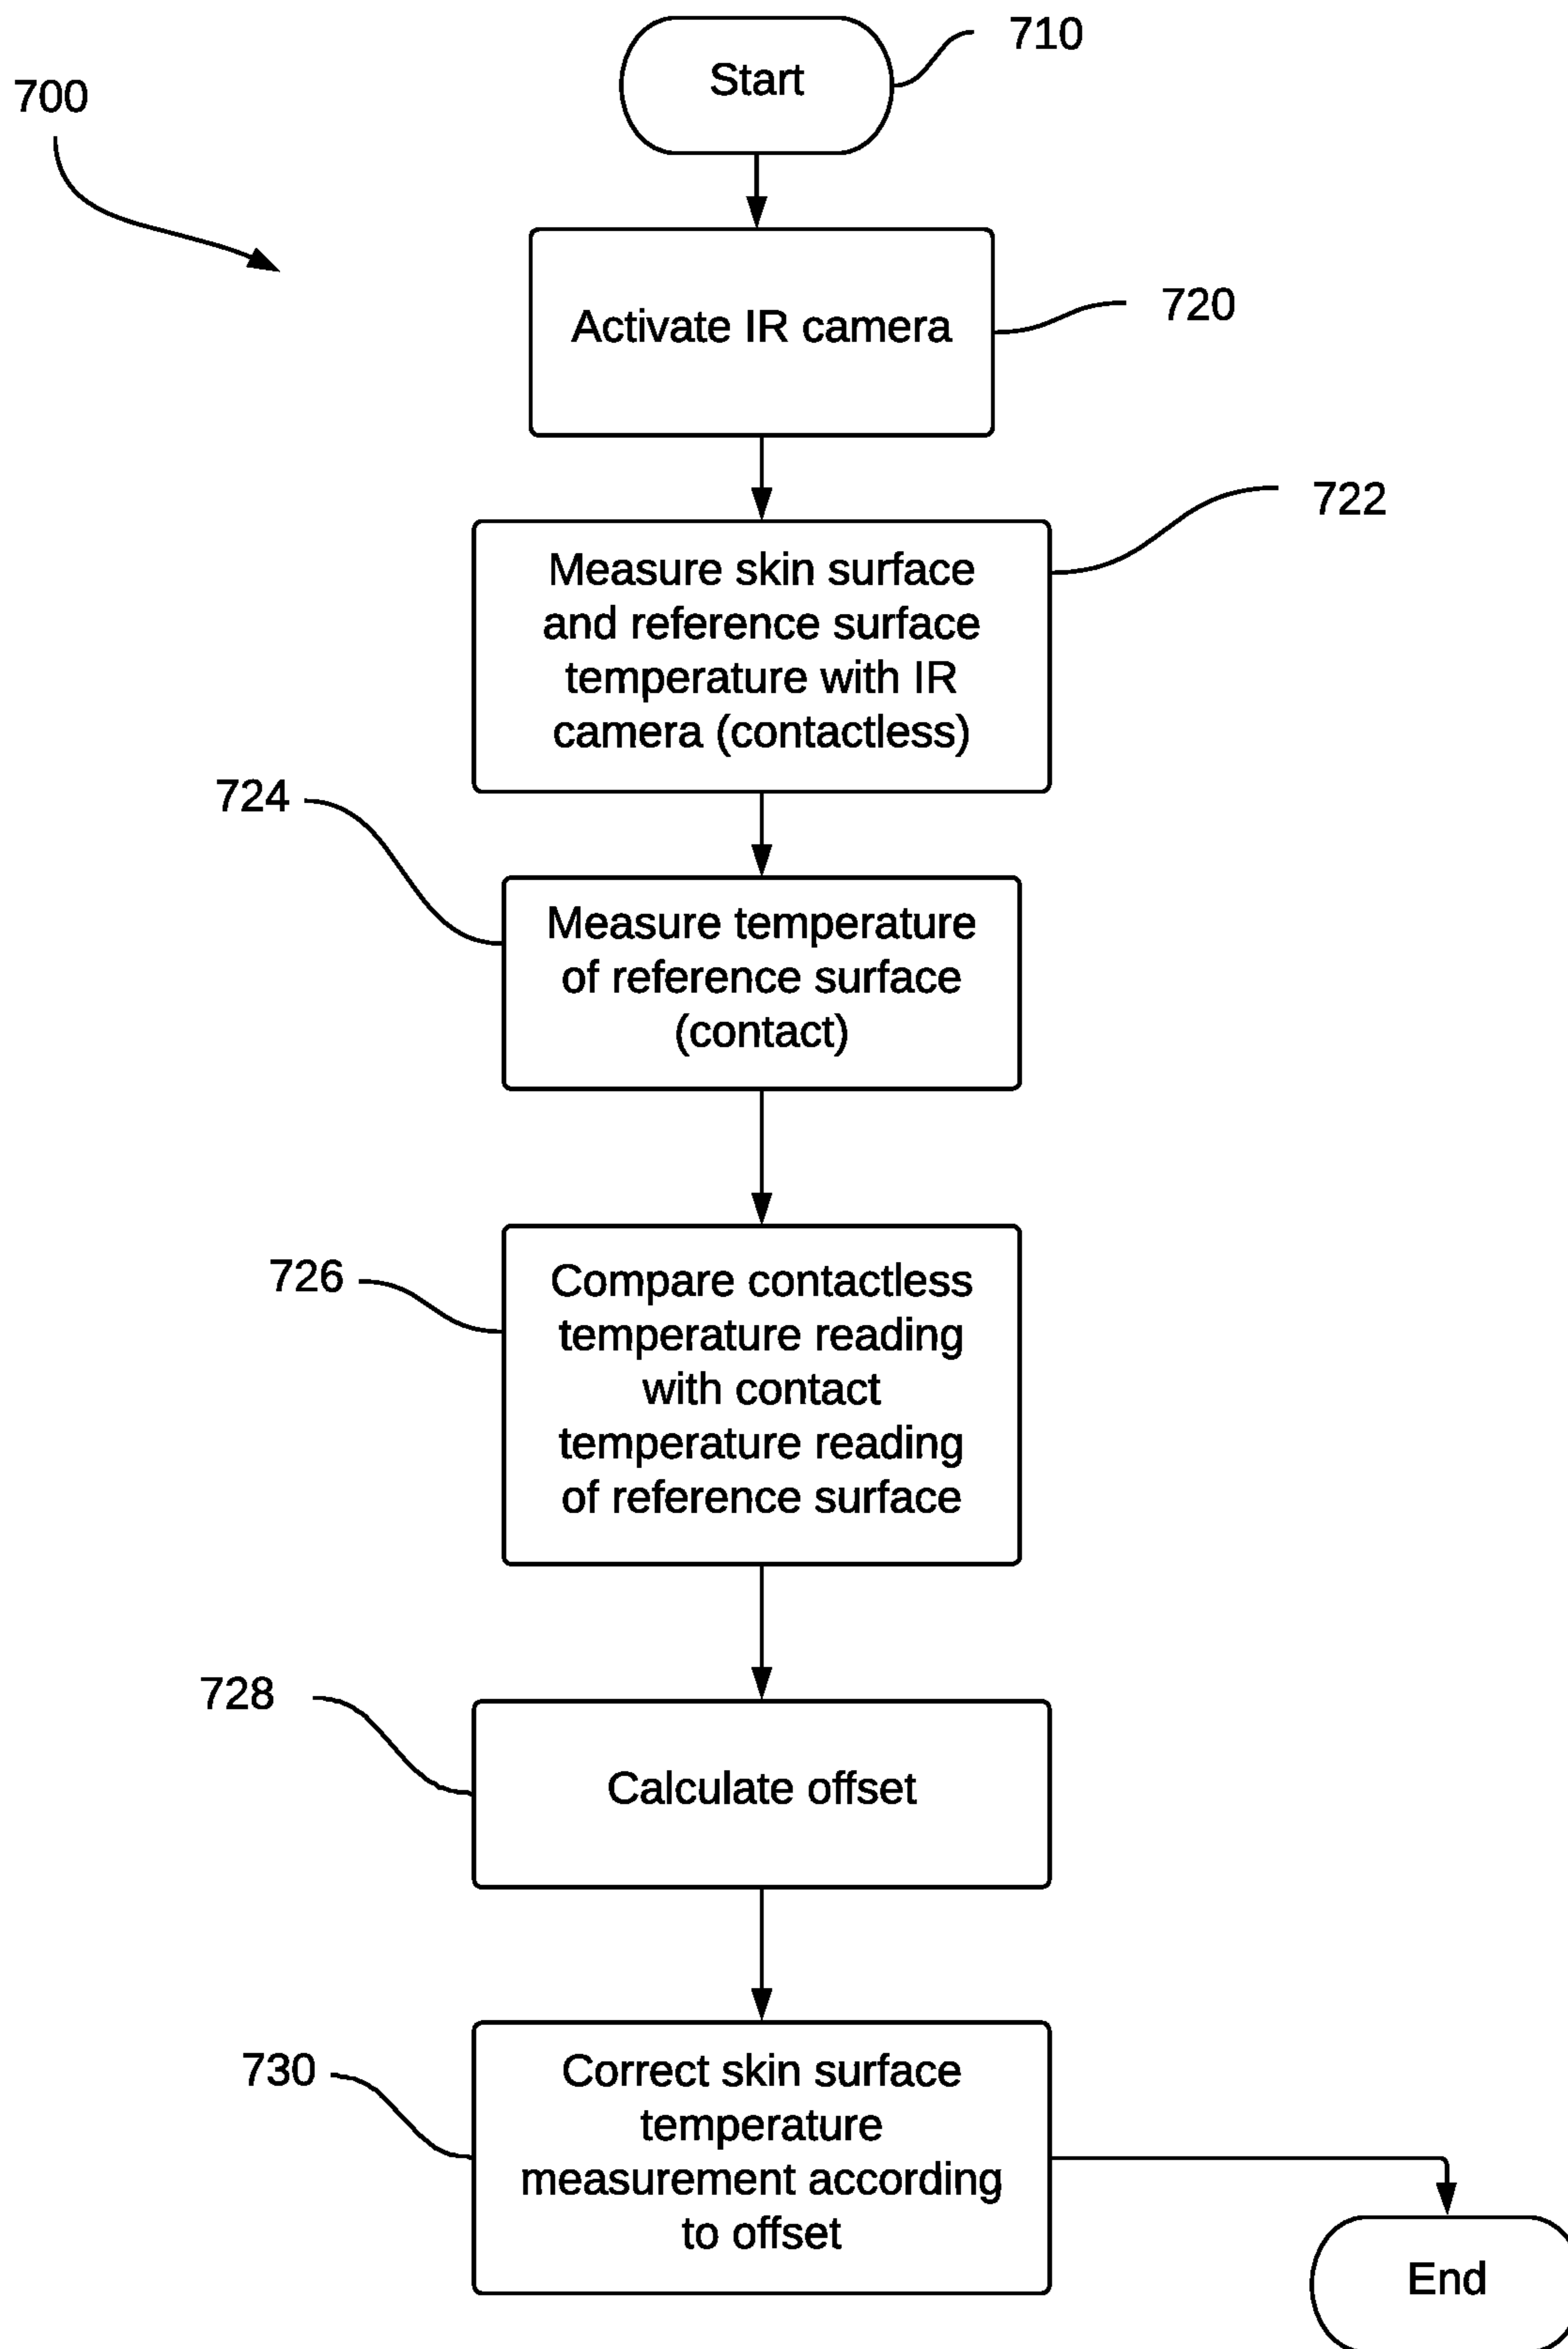 710
Start
700
Activate IR camera
720
722
Measure skin surface
and reference surface
temperature with IR
camera (contactless)
724
Measure temperature
of reference surface
(contact)
726
Compare contactless
temperature reading
with contact
temperature reading
of reference surface
728
Calculate offset
730
Correct skin surface
temperature
measurement according
to offset
End